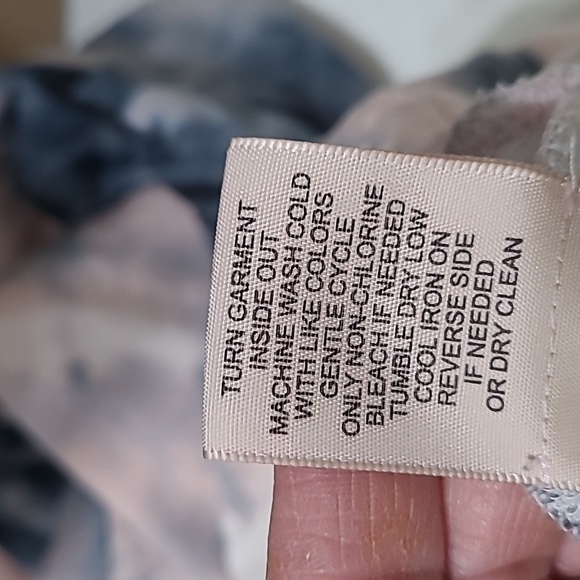 TURN GARMENT
INSIDE OUT
MACHINE WASH COLD
WITH LIKE COLORS
GENTLE CYCLE
ONLY NON-CHLORINE
BLEACH IF NEEDED
TUMBLE DRY LOW
COOL IRON ON
REVERSE SIDE
IF NEEDED
OR DRY CLEAN